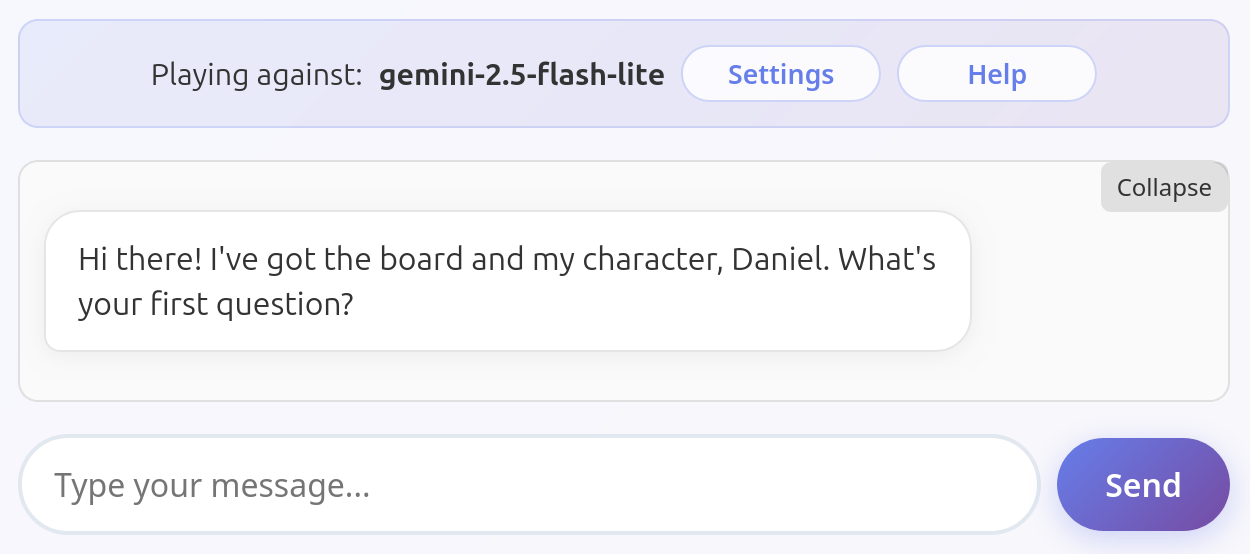 Playing against: gemini-2.5-flash-lite Settings Help
Collapse
Hi there! I've got the board and my character, Daniel. What's
your first question?
Type your message... Send